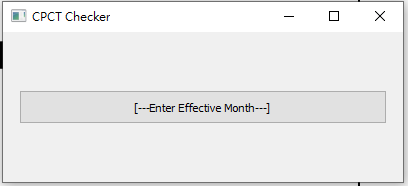 CPCT Checker
[---Enter Effective Month---]